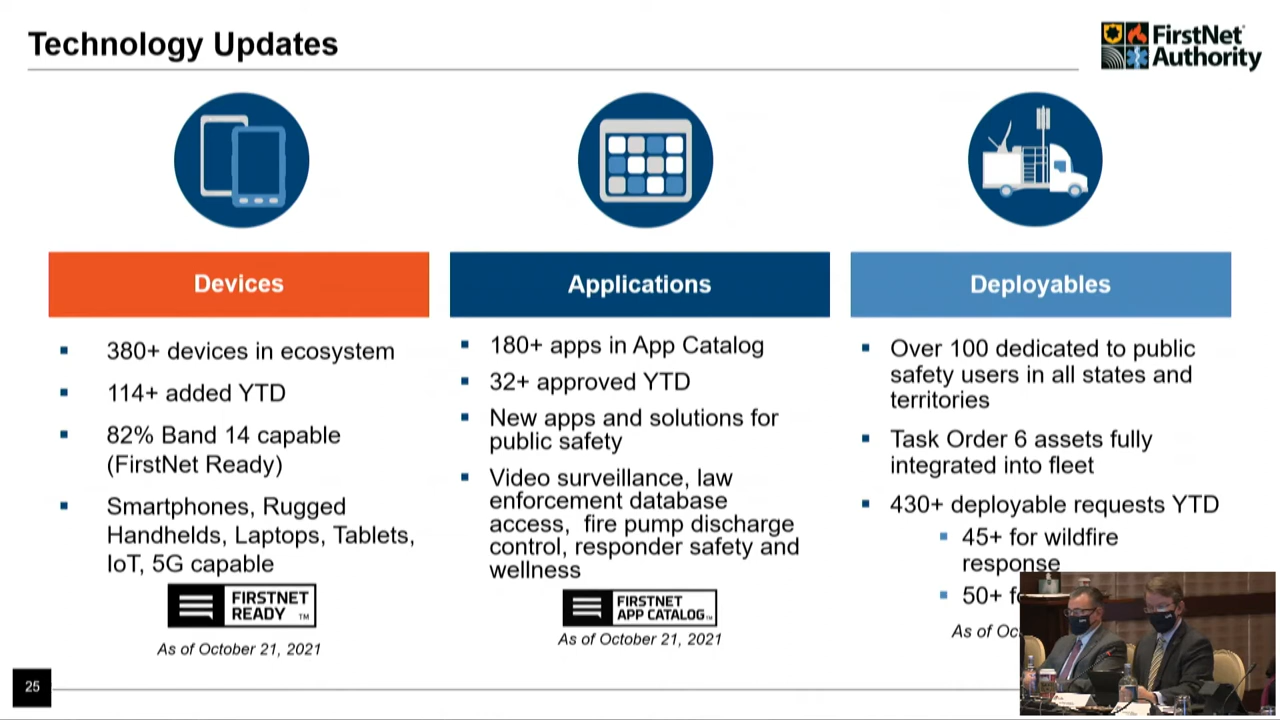 Technology Updates
FirstNet
Authority
Devices
380+ devices in ecosystem
114+ added YTD
82% Band 14 capable
(FirstNet Ready)
Smartphones, Rugged
Handhelds, Laptops, Tablets,
IoT, 5G capable
FIRSTNET
READY ™
As of October 21, 2021
Applications
180+ apps in App Catalog
32+ approved YTD
New apps and solutions for
public safety
Video surveillance, law
enforcement database
access, fire pump discharge
control, responder safety and
wellness
FIRSTNET
APP CATALOG™
As of October 21, 2021
Deployables
Over 100 dedicated to public
safety users in all states and
territories
Task Order 6 assets fully
integrated into fleet
430+ deployable requests YTD
45+ for wildfire
response
50+
As of
25